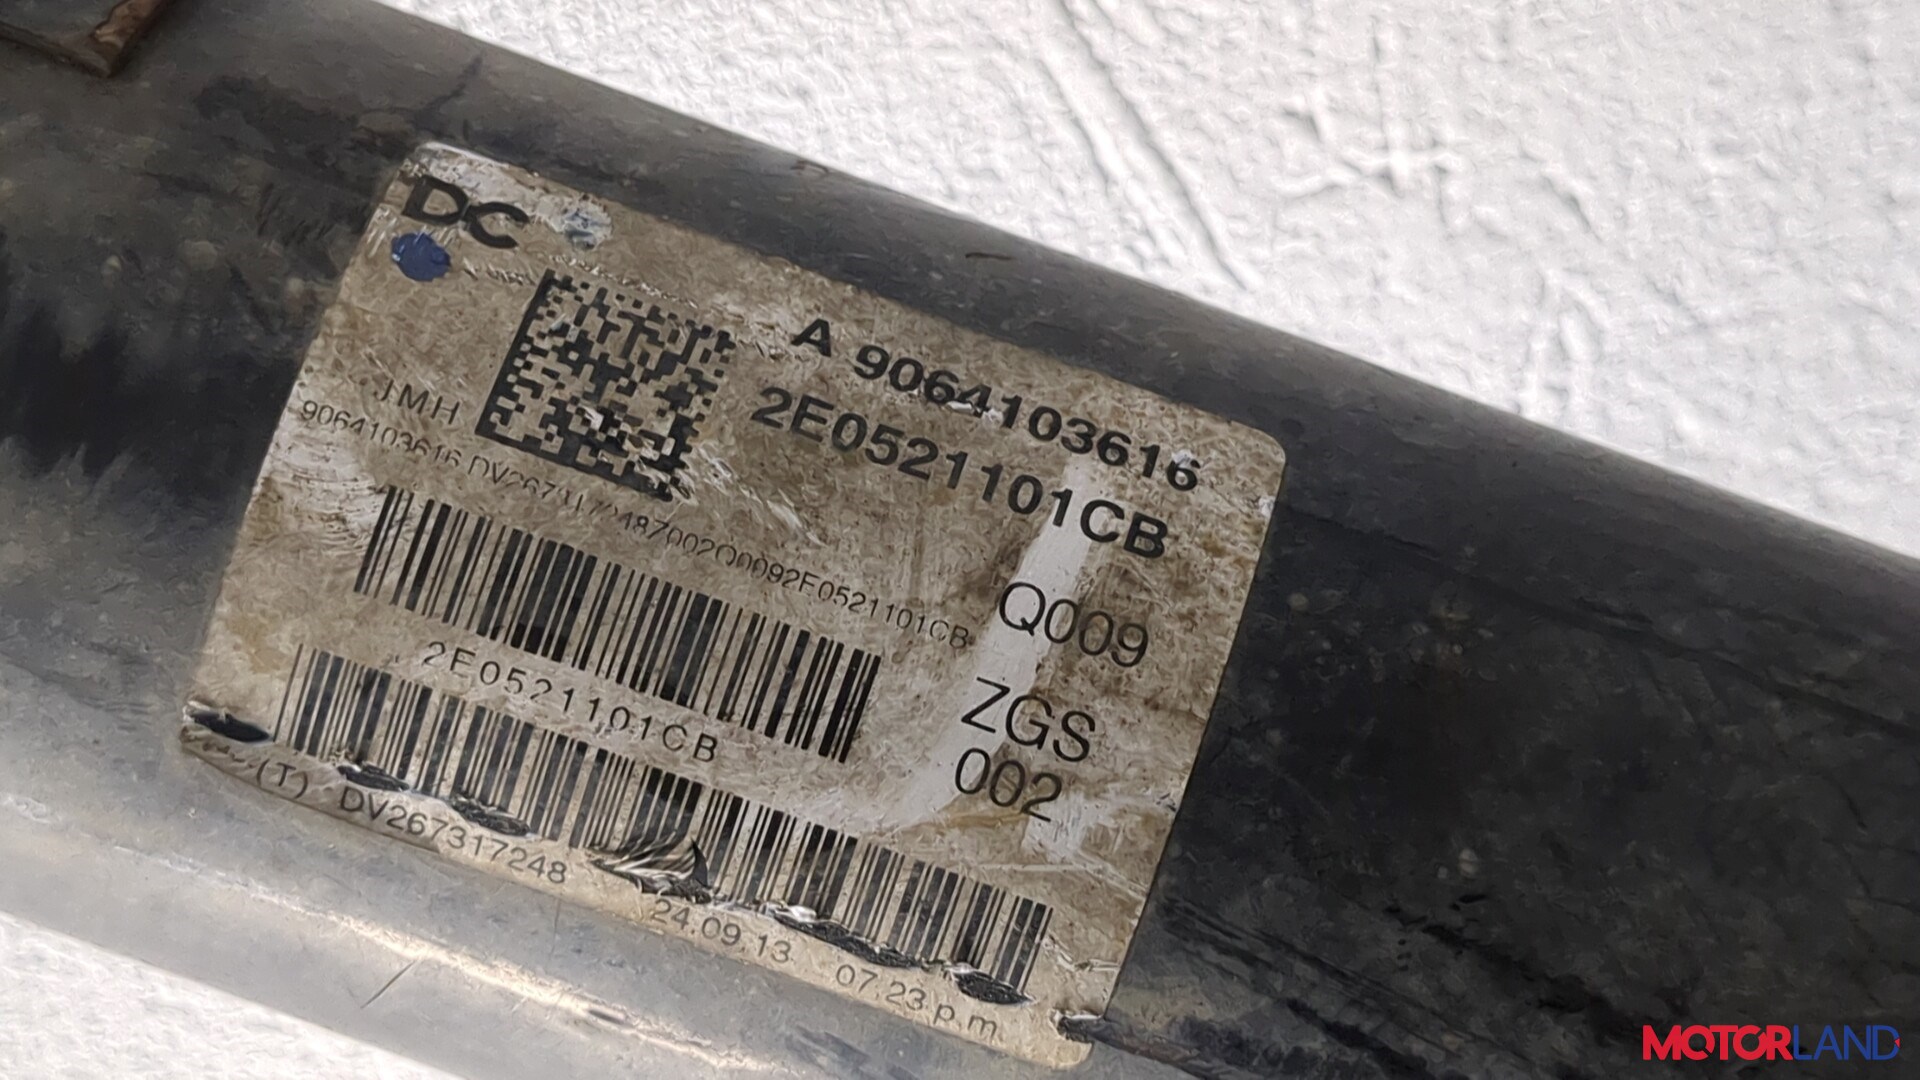 DC
A 9064103616
2E0521101CB
JMH
Q009
ZGS
002
2E0521101CB
(T) DV267317248
24.09.13 07.23 p.m.
MOTORLAND